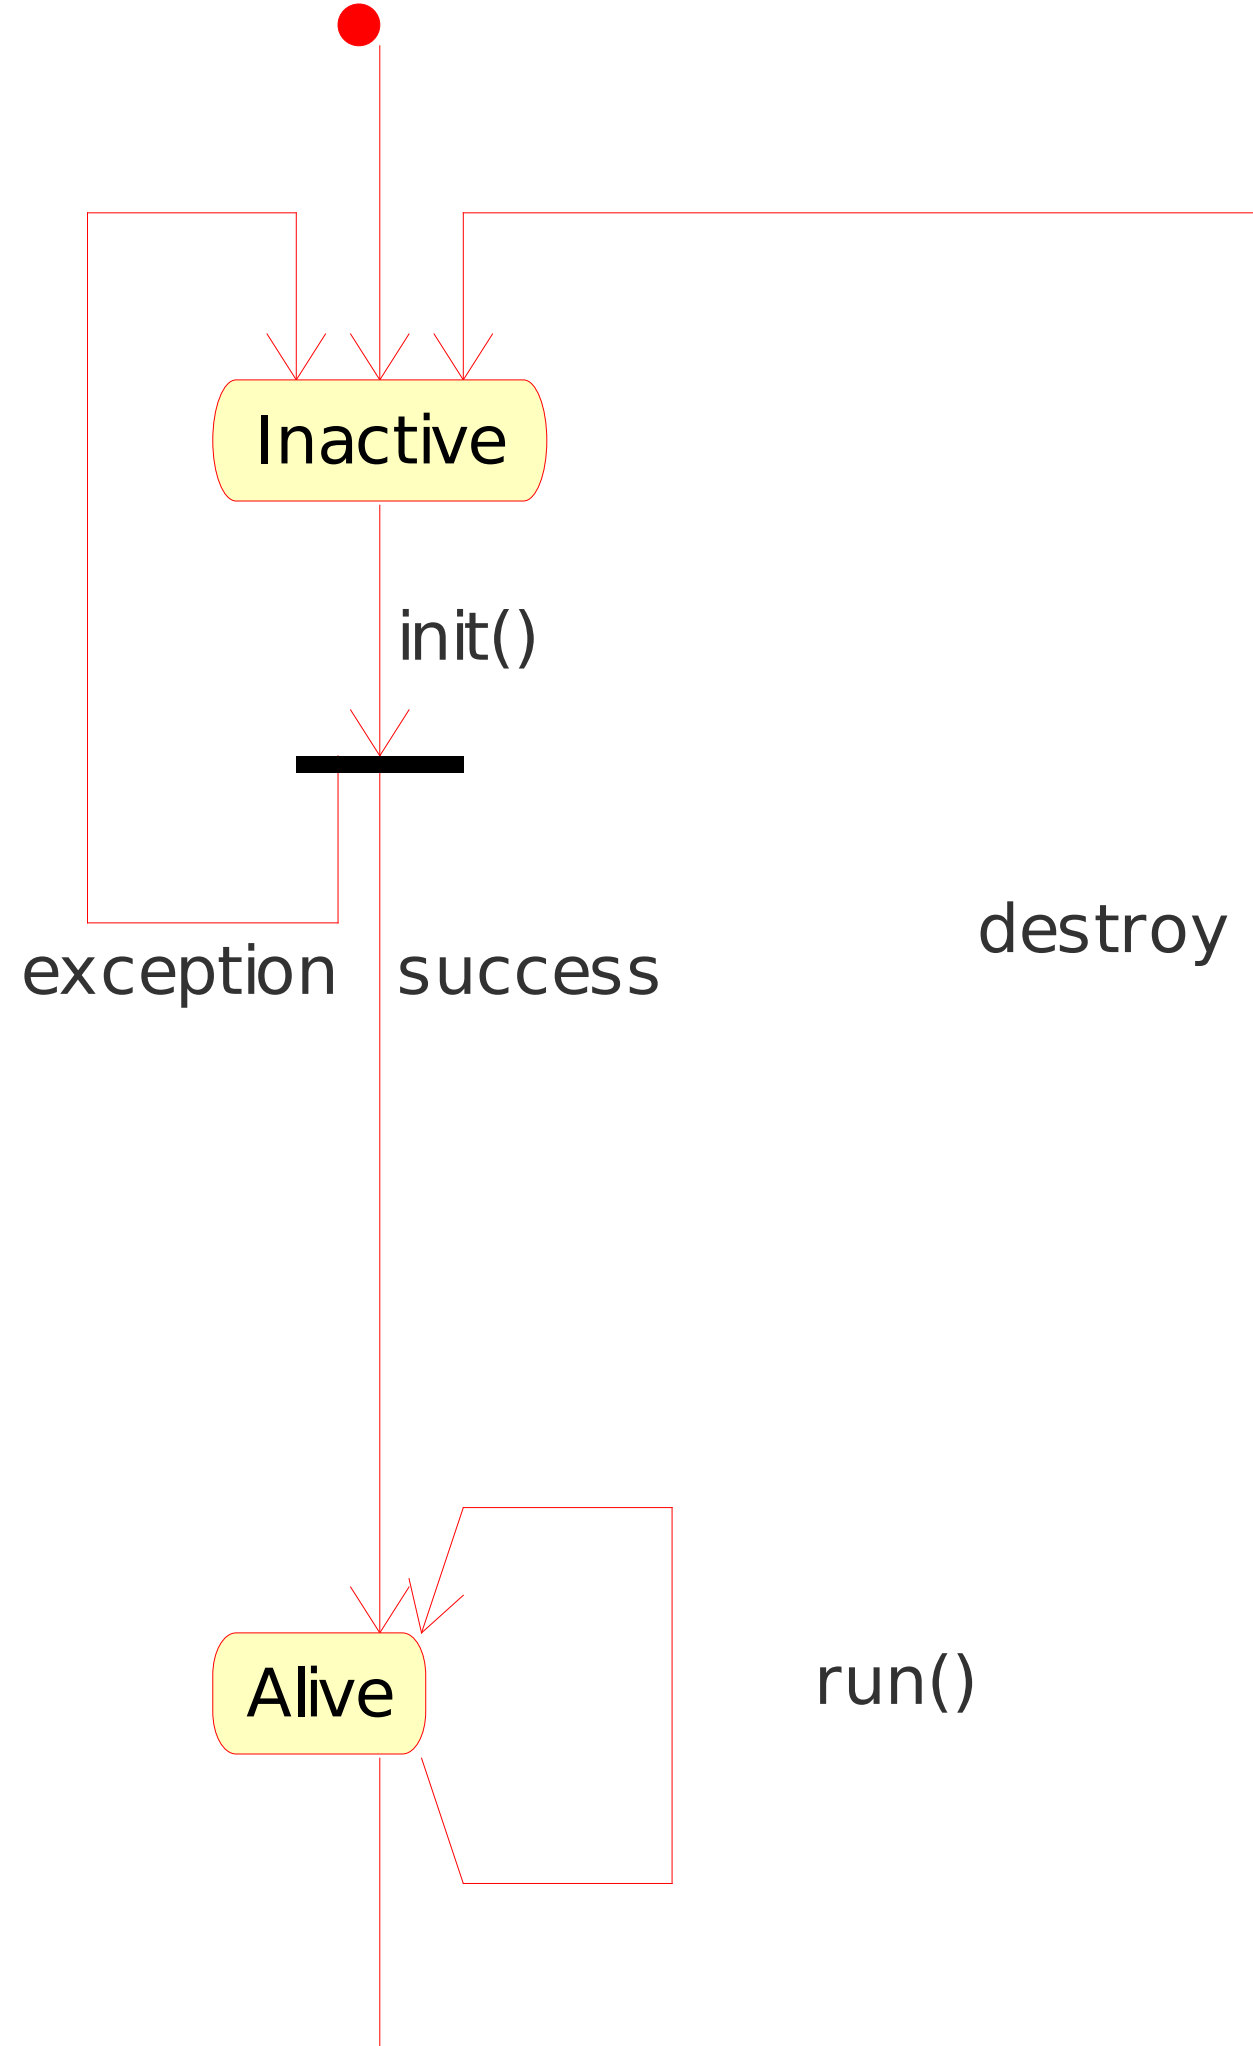 Inactive
init()
destroy
exception
success
run()
Alive